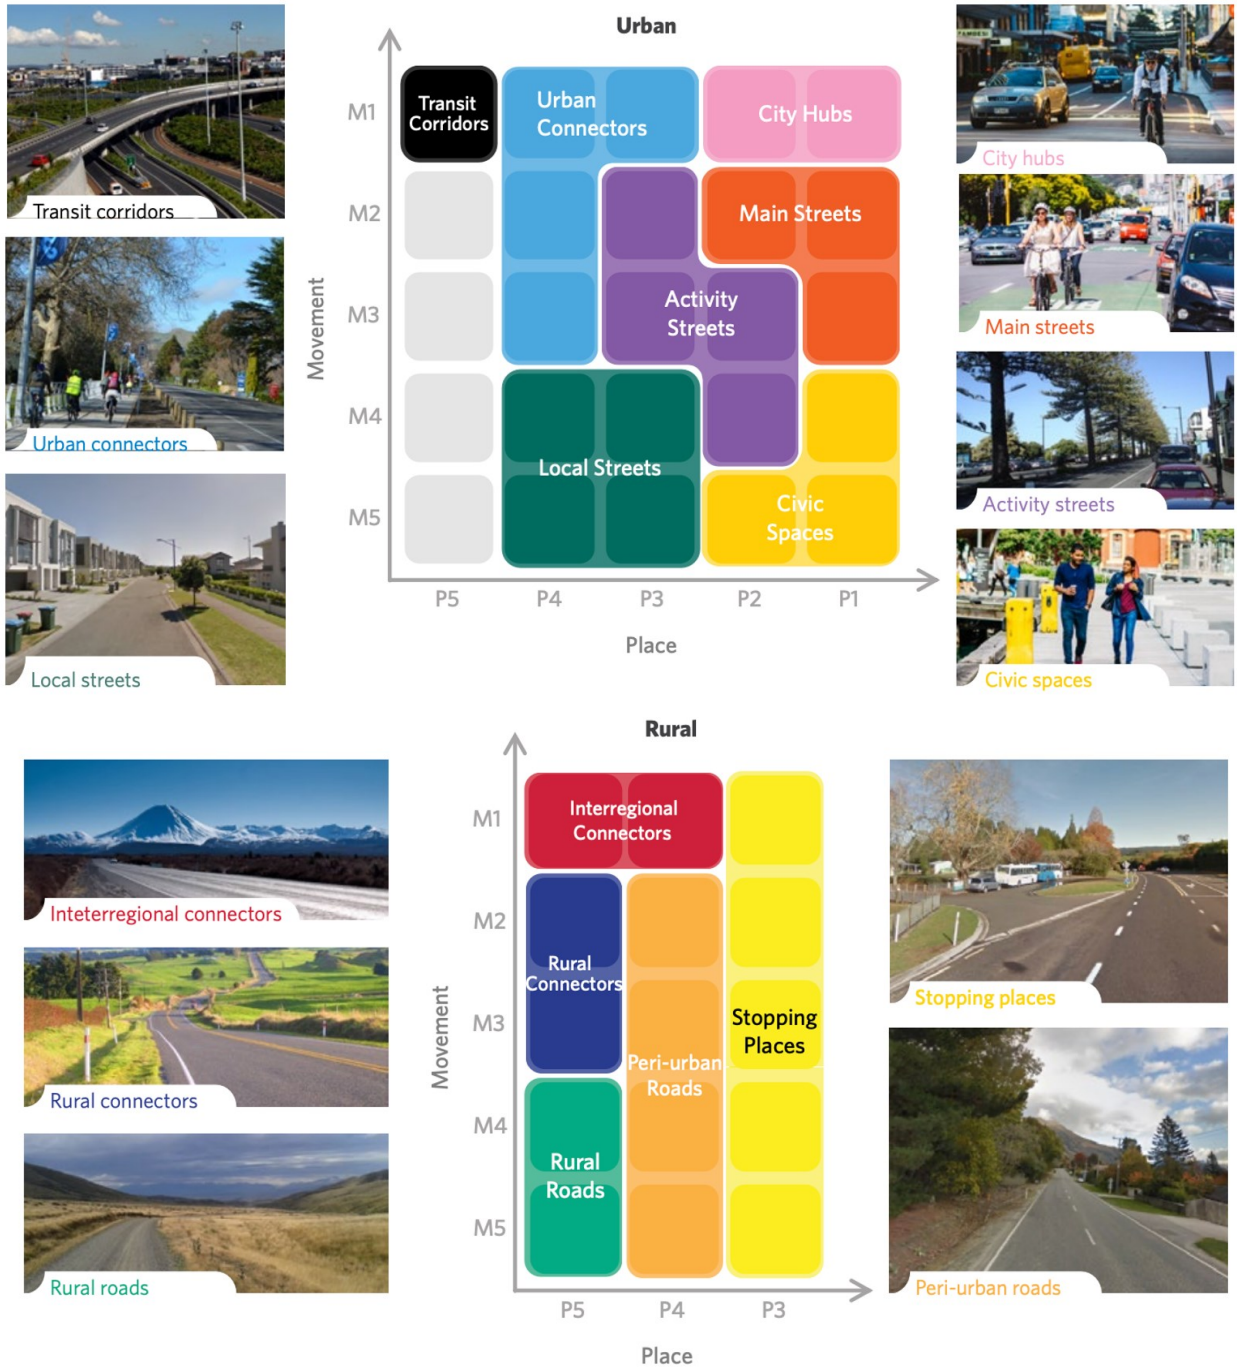 Urban
Movement
M1
M2
M3
M4
M5
Transit
Corridors
Urban
Connectors
City Hubs
Main Streets
Activity
Streets
Local Streets
Civic
Spaces
P5
P4
P3
P2
P1
Place
Transit corridors
Urban connectors
Local streets
City hubs
Main streets
Activity streets
Civic spaces
Rural
Movement
M1
M2
M3
M4
M5
Interregional
Connectors
Rural
Connectors
Stopping
Places
Peri-urban
Roads
Rural
Roads
P5
P4
P3
Place
Inteterregional connectors
Rural connectors
Rural roads
Stopping places
Peri-urban roads